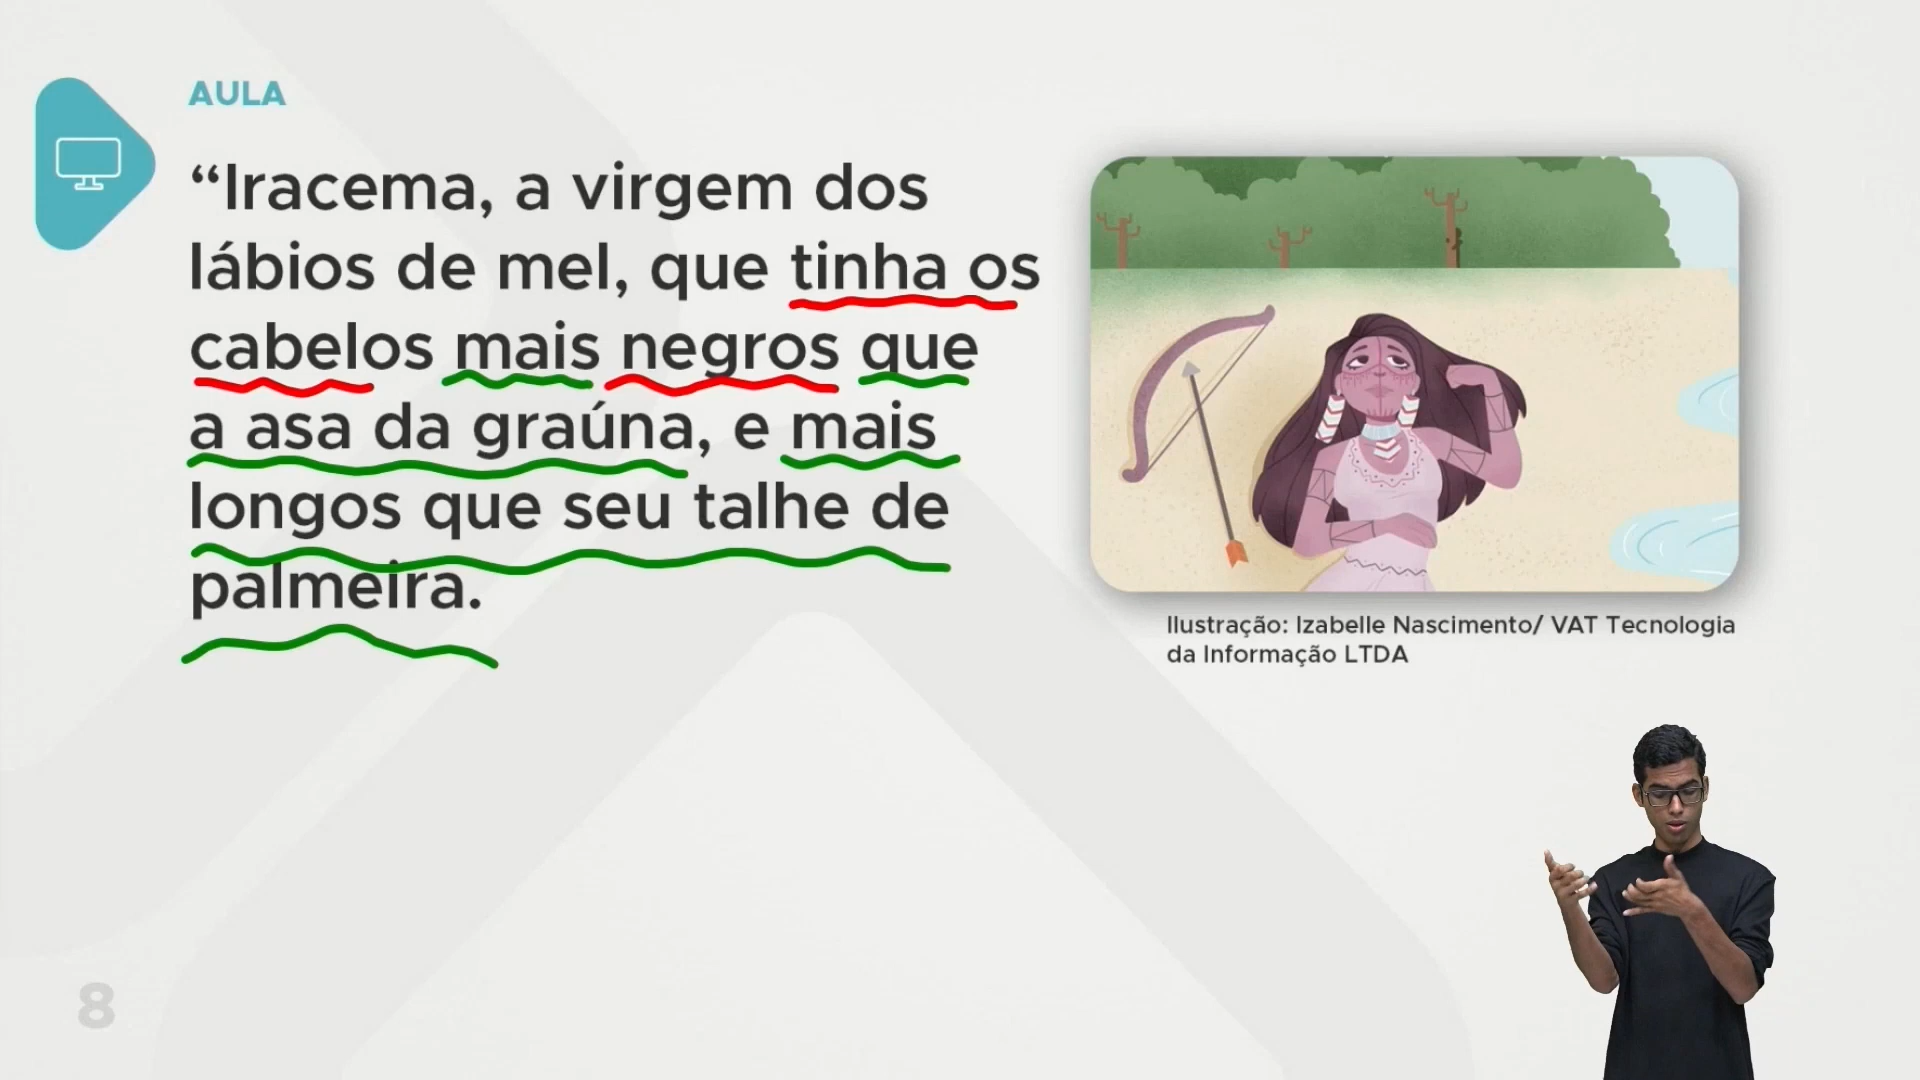 AULA
“Iracema, a virgem dos
lábios de mel, que tinha os
cabelos mais negros que
a asa da graúna, e mais
longos que seu talhe de
palmeira.
Ilustração: Izabelle Nascimento/ VAT Tecnologia
da Informação LTDA
8